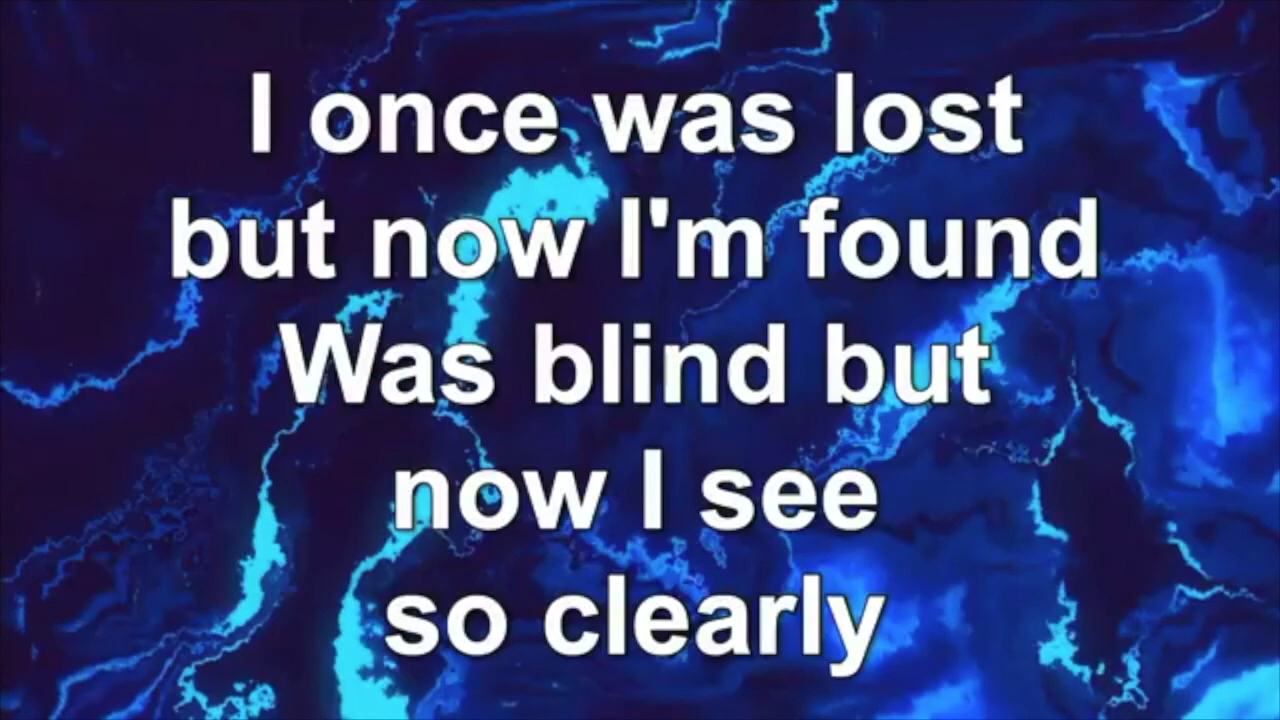 I once was lost
but now I'm found
Was blind but
now I see
so clearly